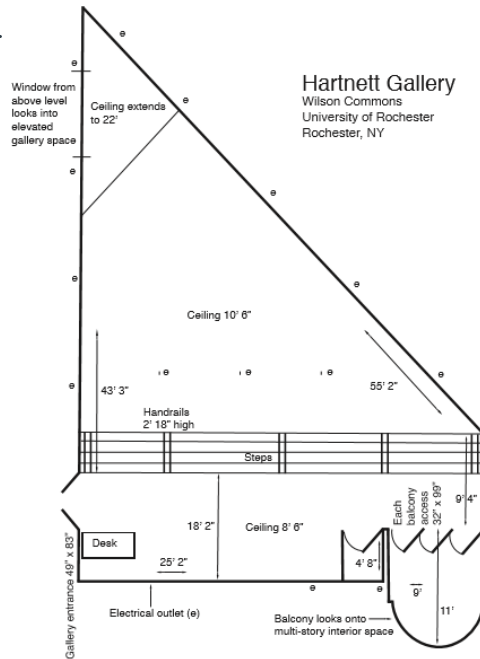 Hartnett Gallery
Wilson Commons
University of Rochester
Rochester, NY
Window from
above level
looks into
elevated
gallery space
Ceiling extends
to 22'
e
e
e
e
e
e
e
Ceiling 10' 6"
e
e
e
e
e
43' 3"
55' 2"
Handrails
2' 18" high
Steps
Gallery entrance 49" x 83"
Desk
18' 2"
Ceiling 8' 6"
25' 2"
4' 8"
Each
balcony
access
32" x 99"
9' 4"
9'
11'
e
e
Electrical outlet (e)
Balcony looks onto
multi-story interior space